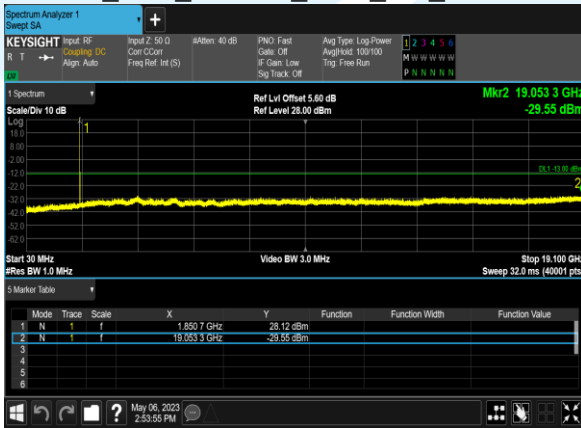 Spectrum Analyzer 1
Swept SA
KEYSIGHT Input: RF Input Z: 50 Ω #Atten: 40 dB PNO: Fast Avg Type: Log-Power 1 2 3 4 5 6
R T Coupling: DC Corr CCorr Gate: Off Avg|Hold: 100/100 M W W W W W
Align: Auto Freq Ref: Int (S) IF Gain: Low Trig: Free Run
Sig Track: Off P N N N N N
1 Spectrum
Ref Lvl Offset 5.60 dB Mkr2 19.053 3 GHz
Scale/Div 10 dB Ref Level 28.00 dBm -29.55 dBm
Log
1
18.0
8.00
-2.00
DL1 -13.00 dBm
-12.0
2
-22.0
-32.0
-42.0
-52.0
-62.0
Start 30 MHz Video BW 3.0 MHz Stop 19.100 GHz
#Res BW 1.0 MHz Sweep 32.0 ms (40001 pts)
5 Marker Table
Mode Trace Scale X Y Function Function Width Function Value
1 N 1 f 1.850 7 GHz 28.12 dBm
2 N 1 f 19.053 3 GHz -29.55 dBm
3
4
5
6
? May 06, 2023
2:53:55 PM